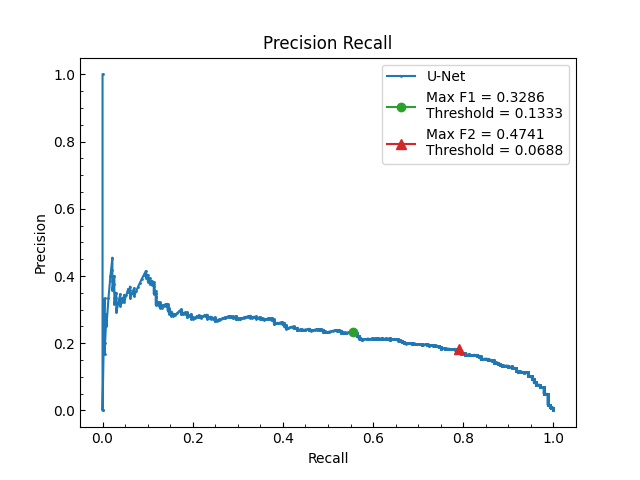 Precision Recall
1.0
0.8
0.6
0.4
0.2
0.0
Precision
0.0 0.2 0.4 0.6 0.8 1.0
Recall
U-Net
Max F1 = 0.3286
Threshold = 0.1333
Max F2 = 0.4741
Threshold = 0.0688